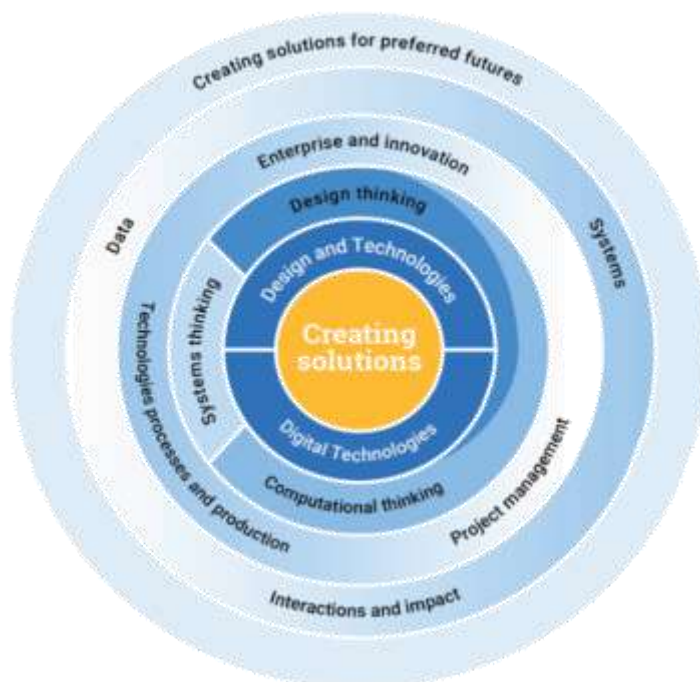 Creating solutions for preferred futures
Enterprise and innovation
Design thinking
Design and Technologies
Data
Systems
Systems thinking
Creating
solutions
Technologies processes and production
Digital Technologies
Computational thinking
Project management
Interactions and impact